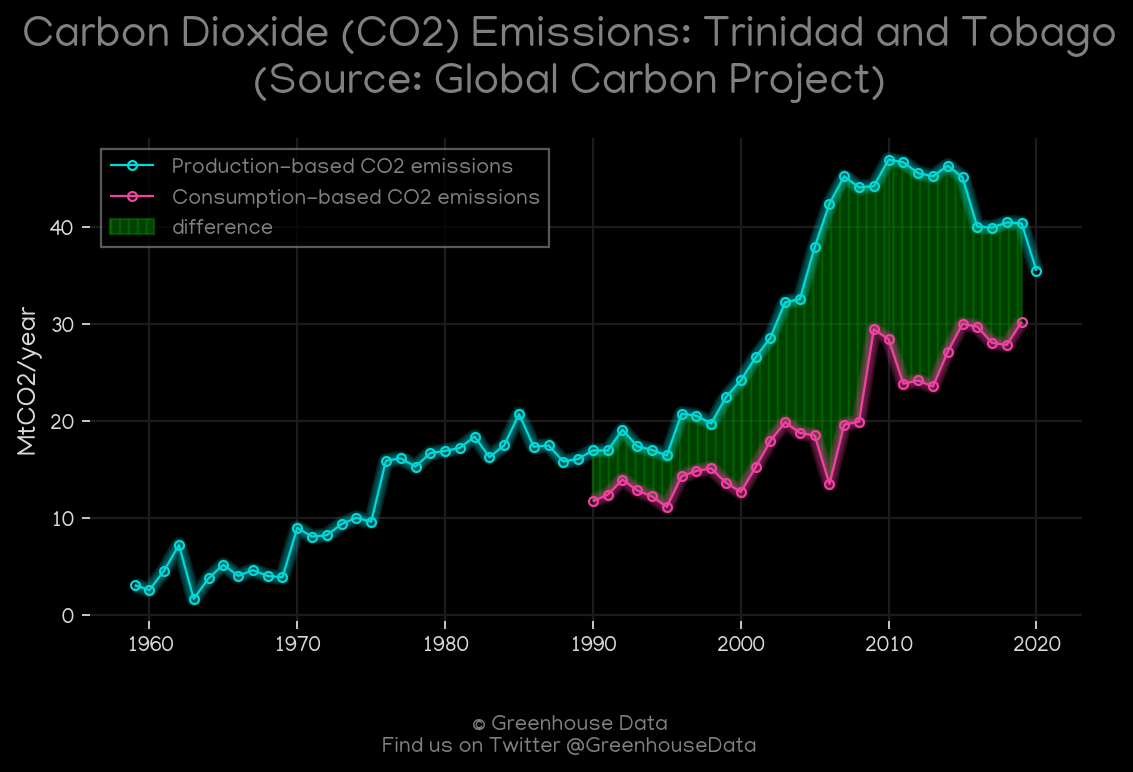 Carbon Dioxide (CO2) Emissions: Trinidad and Tobago
(Source: Global Carbon Project)
Production-based CO2 emissions
Consumption-based CO2 emissions
difference
MtCO2/year
40
30
20
10
0
1960 1970 1980 1990 2000 2010 2020
© Greenhouse Data
Find us on Twitter @GreenhouseData